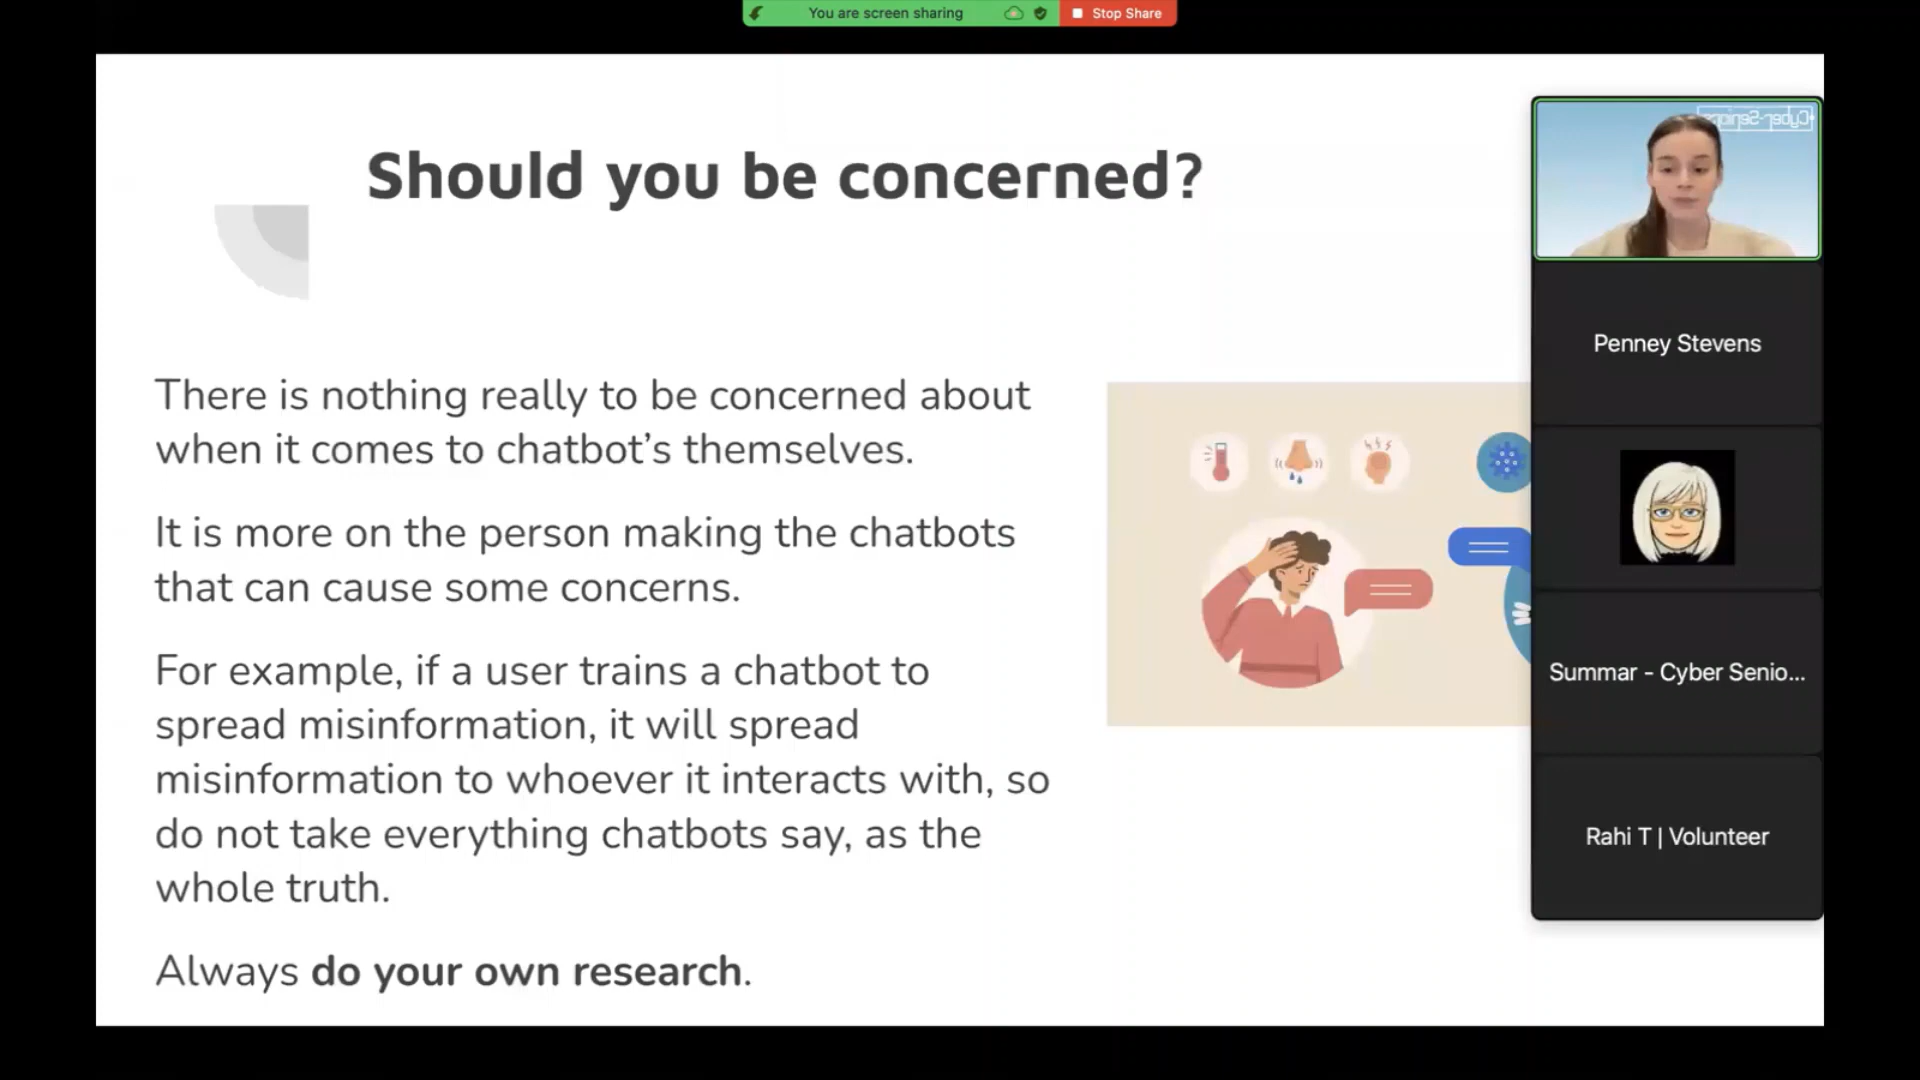 You are screen sharing
Stop Share
Should you be concerned?
There is nothing really to be concerned about
when it comes to chatbot's themselves.
It is more on the person making the chatbots
that can cause some concerns.
For example, if a user trains a chatbot to
spread misinformation, it will spread
misinformation to whoever it interacts with, so
do not take everything chatbots say, as the
whole truth.
Always do your own research.
Cyber-Seniors
Penney Stevens
Summar - Cyber Senio...
Rahi T | Volunteer